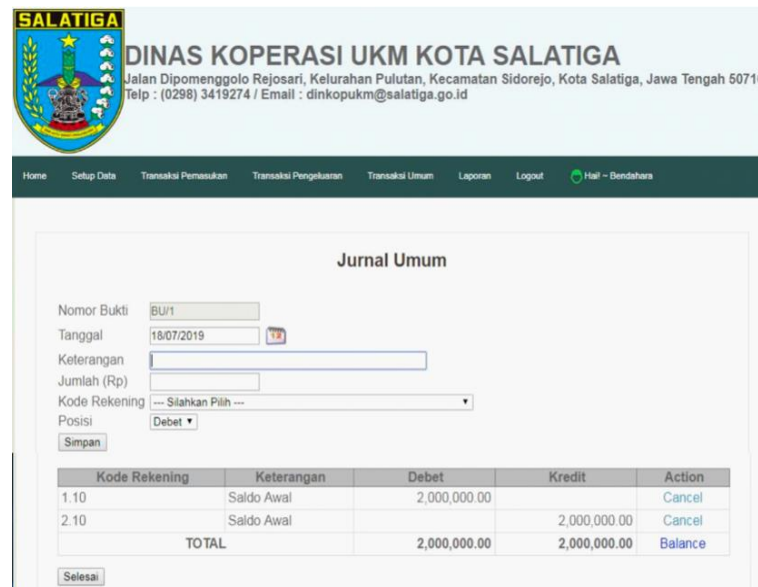 SALATIGA
DINAS KOPERASI UKM KOTA SALATIGA
Jalan Dipomenggolo Rejosari, Kelurahan Pulutan, Kecamatan Sidorejo, Kota Salatiga, Jawa Tengah 50716
Telp : (0298) 3419274 / Email : dinkopukm@salatiga.go.id
Home Setup Data Transaksi Pemasukan Transaksi Pengeluaran Transaksi Umum Laporan Logout Hai! ~ Bendahara
Jurnal Umum
Nomor Bukti BU/1
Tanggal 18/07/2019
Keterangan
Jumlah (Rp)
Kode Rekening --- Silahkan Pilih ---
Posisi Debet
Simpan
Kode Rekening Keterangan Debet Kredit Action
1.10 Saldo Awal 2,000,000.00 Cancel
2.10 Saldo Awal 2,000,000.00 Cancel
TOTAL 2,000,000.00 2,000,000.00 Balance
Selesai